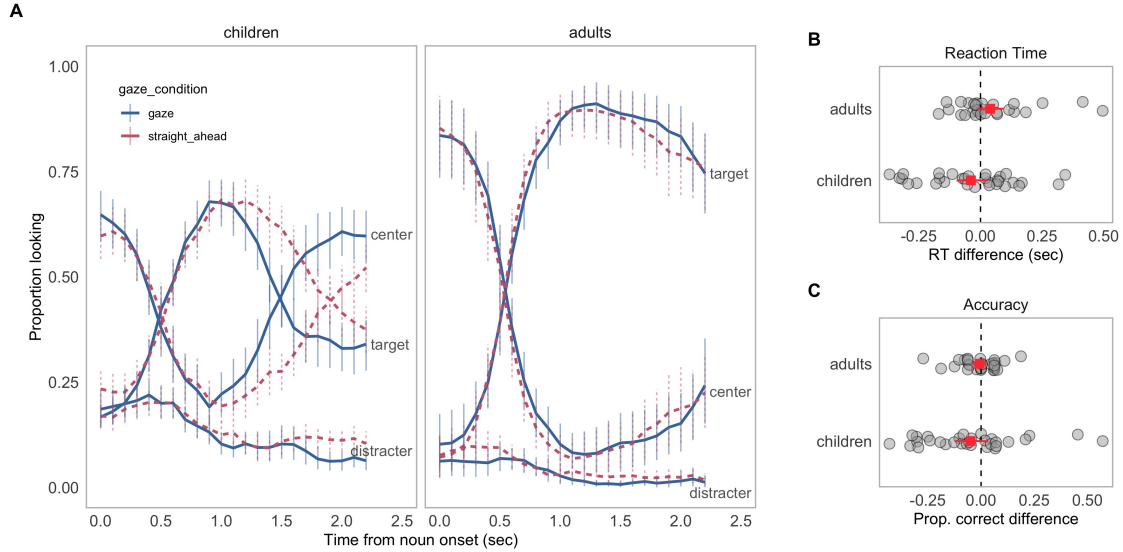 A
children
adults
1.00
0.75
0.50
0.25
0.00
Proportion looking
gaze_condition
gaze
straight_ahead
center
target
distracter
target
center
distracter
0.0 0.5 1.0 1.5 2.0 2.5
0.0 0.5 1.0 1.5 2.0 2.5
Time from noun onset (sec)
B
Reaction Time
adults
children
-0.25 0.00 0.25 0.50
RT difference (sec)
C
Accuracy
adults
children
-0.25 0.00 0.25 0.50
Prop. correct difference